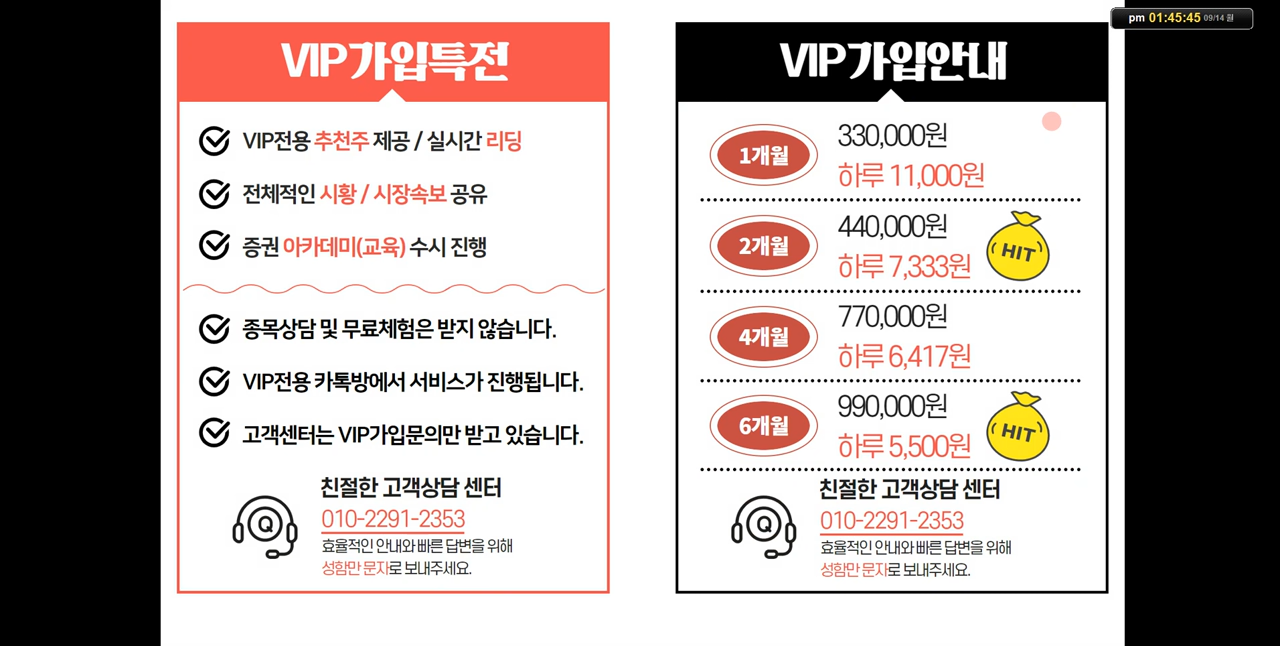 pm 01:45:45 09/14 월
VIP가입특전
VIP전용 추천주 제공 / 실시간 리딩
전체적인 시황 / 시장속보 공유
증권 아카데미(교육) 수시 진행
종목상담 및 무료체험은 받지 않습니다.
VIP전용 카톡방에서 서비스가 진행됩니다.
고객센터는 VIP가입문의만 받고 있습니다.
Q
친절한 고객상담 센터
010-2291-2353
효율적인 안내와 빠른 답변을 위해
성함만 문자로 보내주세요.
VIP가입안내
1개월
330,000원
하루 11,000원
2개월
440,000원
하루 7,333원
HIT
4개월
770,000원
하루 6,417원
6개월
990,000원
하루 5,500원
HIT
Q
친절한 고객상담 센터
010-2291-2353
효율적인 안내와 빠른 답변을 위해
성함만 문자로 보내주세요.